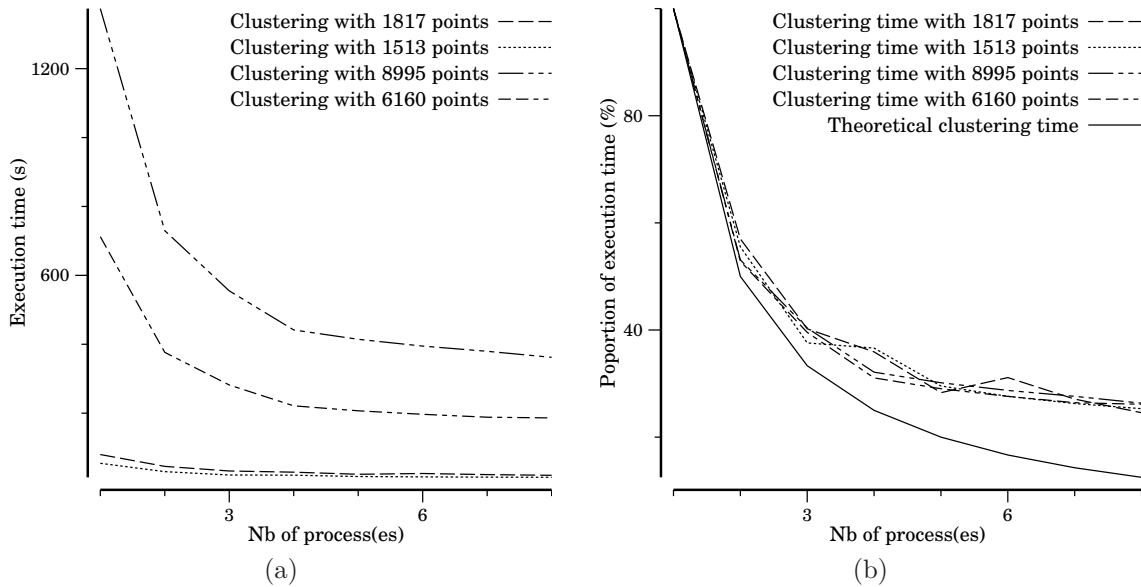 Clustering with 1817 points
Clustering with 1513 points
Clustering with 8995 points
Clustering with 6160 points
1200
600
Execution time (s)
3
6
Nb of process(es)
(a)
Clustering time with 1817 points
Clustering time with 1513 points
Clustering time with 8995 points
Clustering time with 6160 points
Theoretical clustering time
80
40
Poportion of execution time (%)
3
6
Nb of process(es)
(b)